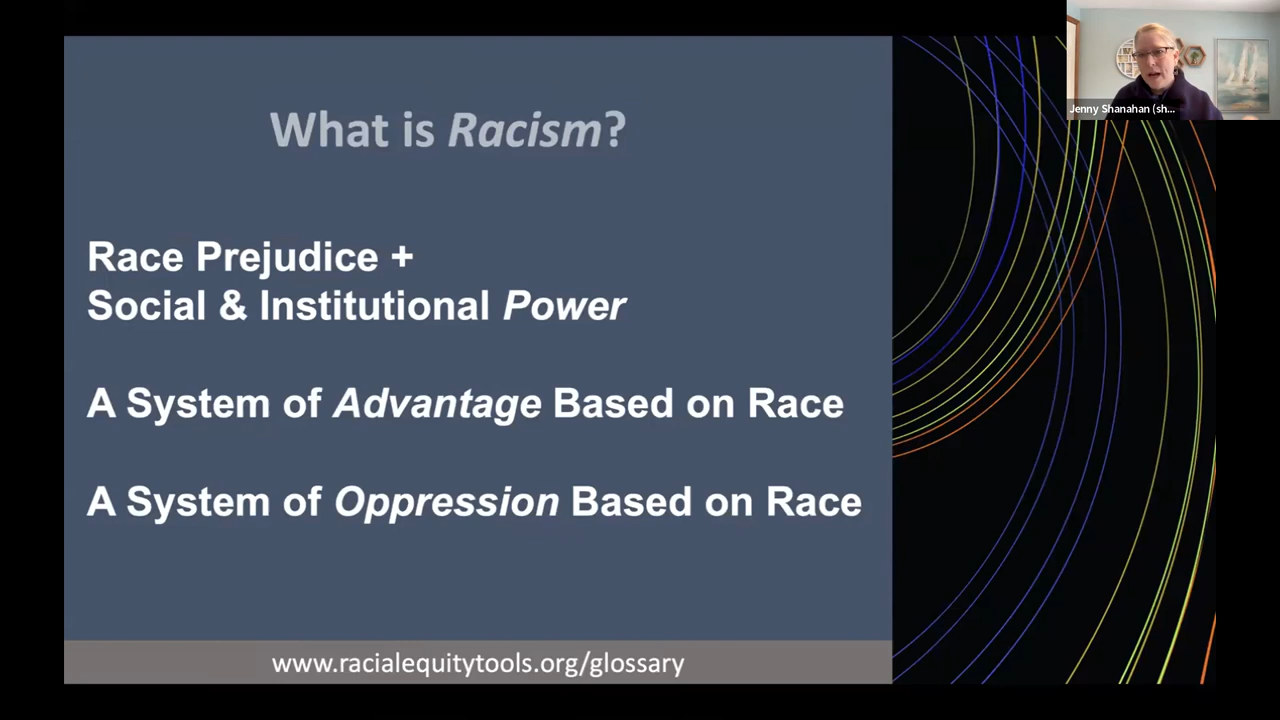 Jenny Shanahan (sh...
What is Racism?
Race Prejudice +
Social & Institutional Power
A System of Advantage Based on Race
A System of Oppression Based on Race
www.racialequitytools.org/glossary